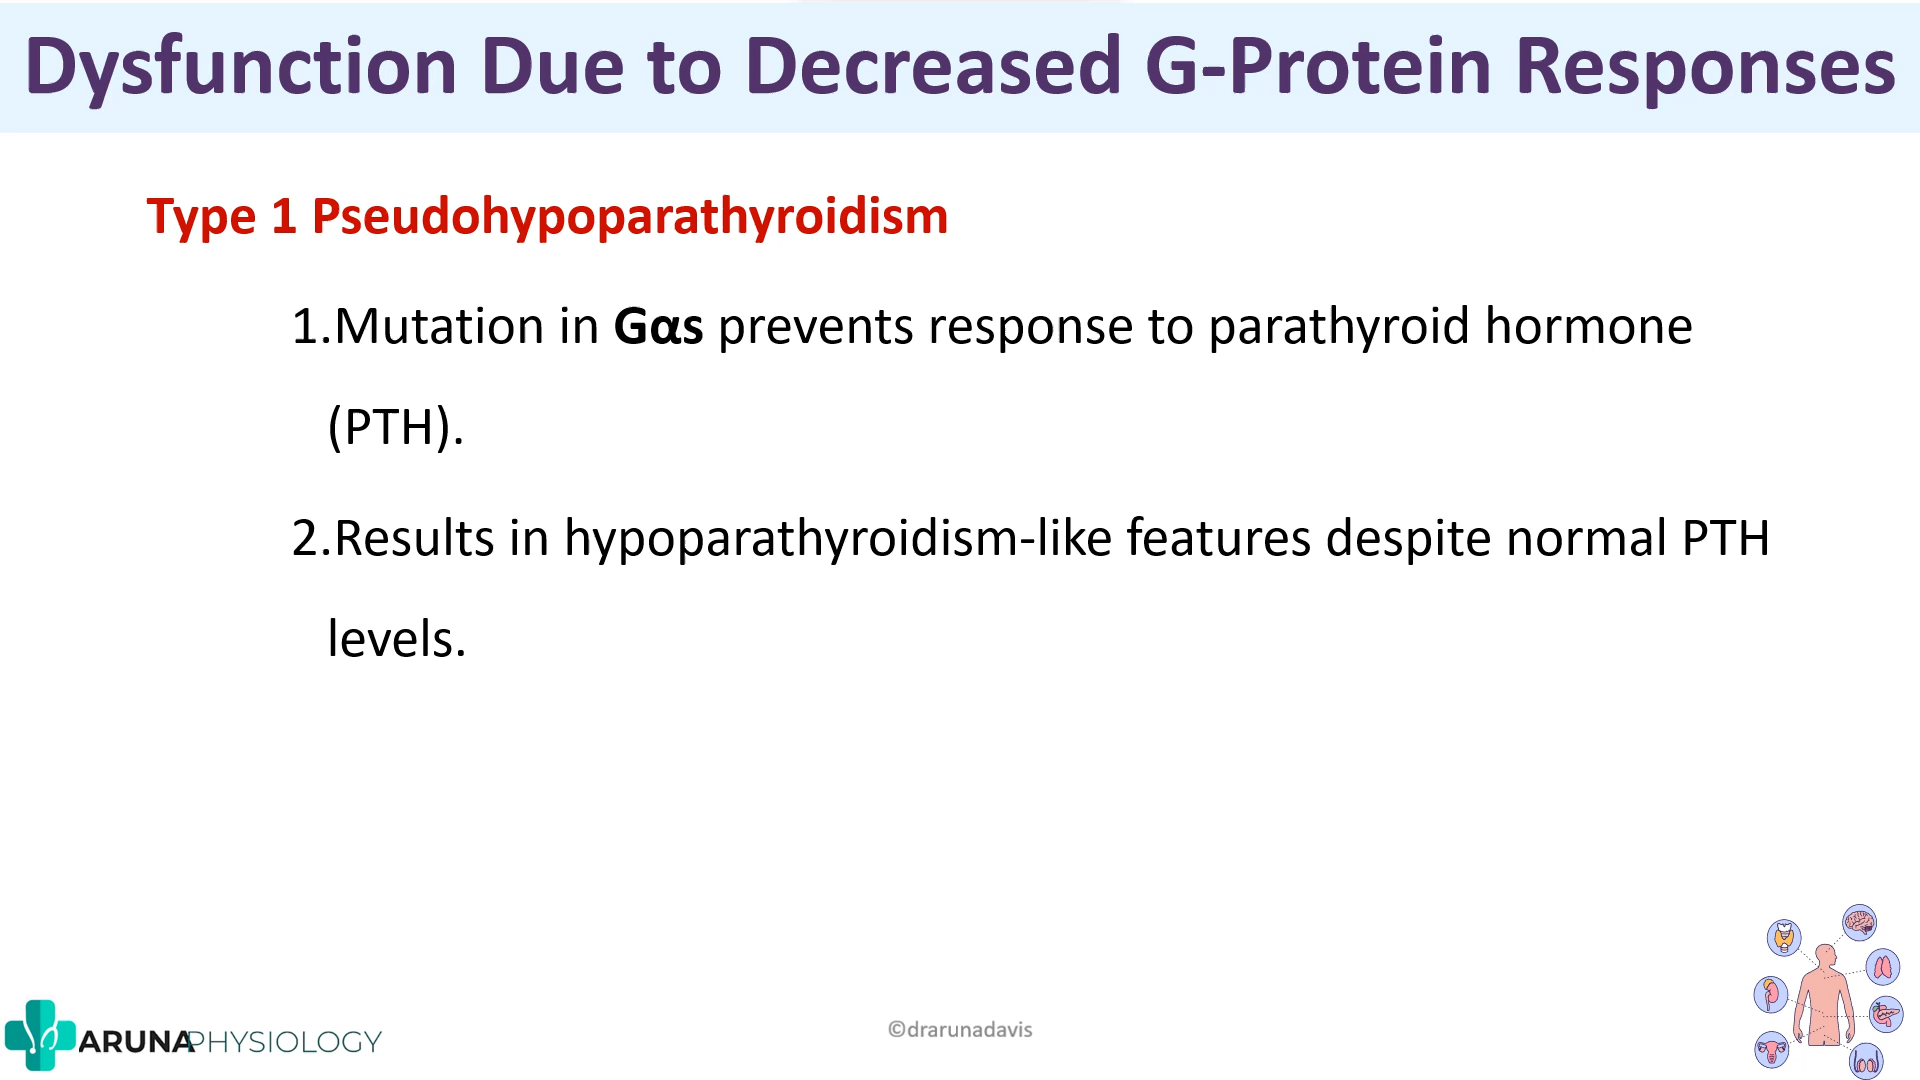 Dysfunction Due to Decreased G-Protein Responses
Type 1 Pseudohypoparathyroidism
1.Mutation in Gαs prevents response to parathyroid hormone
(PTH).
2.Results in hypoparathyroidism-like features despite normal PTH
levels.
ARUNAPHYSIOLOGY
©drarunadavis